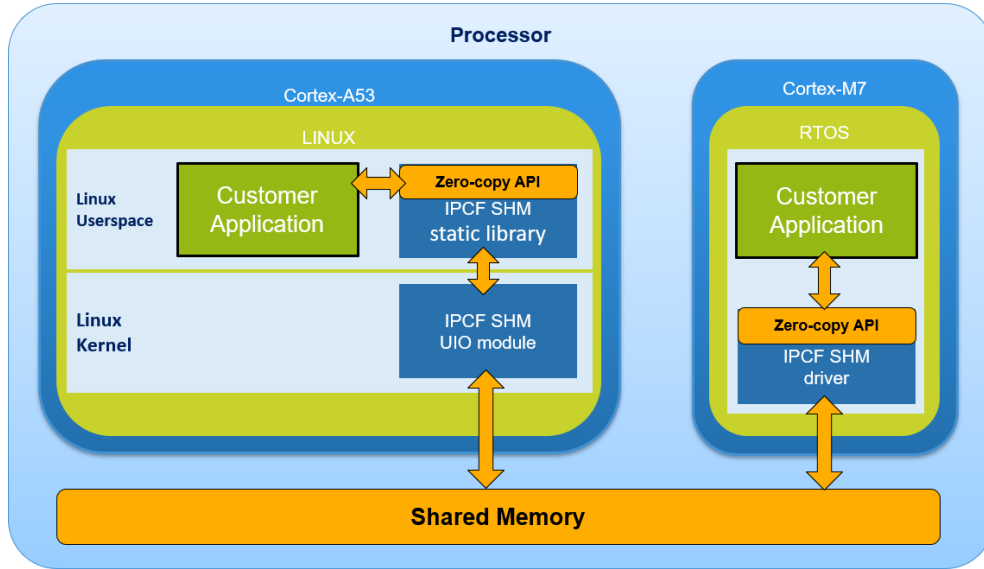 Processor
Cortex-A53
LINUX
Linux
Userspace
Customer
Application
Zero-copy API
IPCF SHM
static library
Linux
Kernel
IPCF SHM
UIO module
Cortex-M7
RTOS
Customer
Application
Zero-copy API
IPCF SHM
driver
Shared Memory